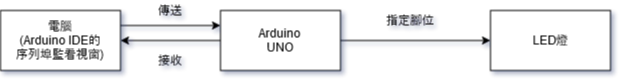 傳送
電腦
(Arduino IDE的
序列埠監看視窗)
接收
Arduino
UNO
指定腳位
LED燈